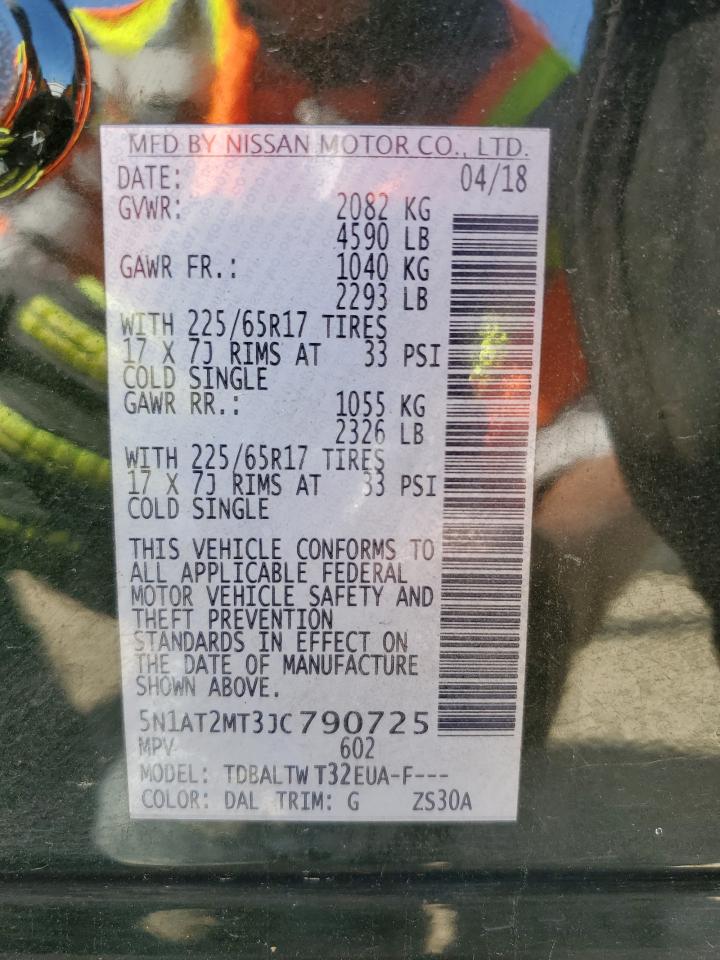 MFD BY NISSAN MOTOR CO., LTD.
DATE: 04/18
GVWR: 2082 KG
4590 LB
GAWR FR.: 1040 KG
2293 LB
WITH 225/65R17 TIRES
17 X 7J RIMS AT 33 PSI
COLD SINGLE
GAWR RR.: 1055 KG
2326 LB
WITH 225/65R17 TIRES
17 X 7J RIMS AT 33 PSI
COLD SINGLE
THIS VEHICLE CONFORMS TO
ALL APPLICABLE FEDERAL
MOTOR VEHICLE SAFETY AND
THEFT PREVENTION
STANDARDS IN EFFECT ON
THE DATE OF MANUFACTURE
SHOWN ABOVE.
5N1AT2MT3JC790725
MPV 602
MODEL: TDBALTW T32EUA-F---
COLOR: DAL TRIM: G ZS30A